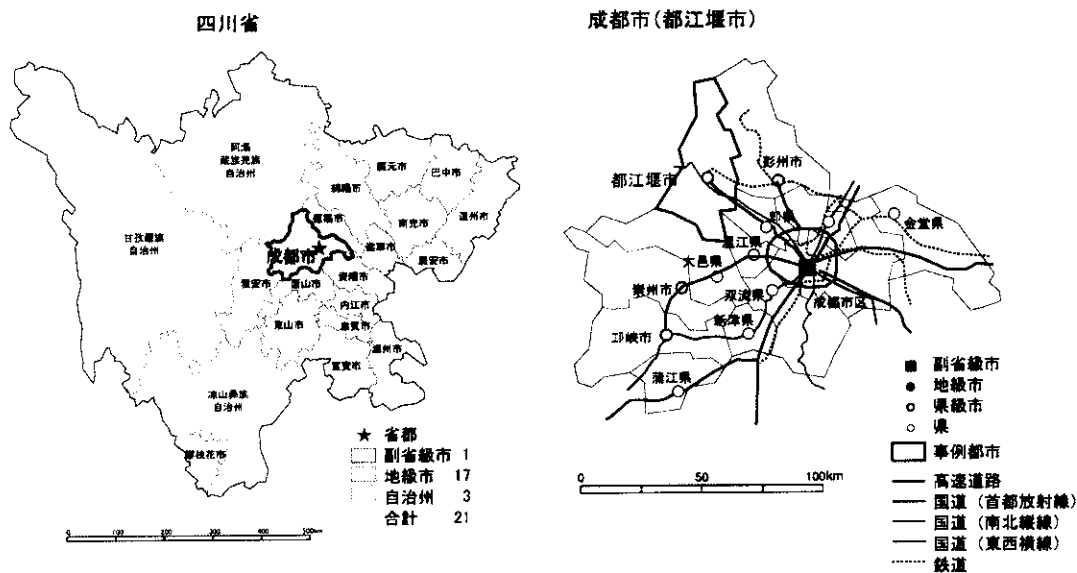 四川省
阿壩
蔵族羌族
自治州
甘孜蔵族
自治州
綿陽市
広元市
巴中市
南充市
達州市
徳陽市
成都市
遂寧市
広安市
資陽市
雅安市
眉山市
内江市
楽山市
自貢市
瀘州市
宜賓市
凉山彝族
自治州
攀枝花市
★ 省都
副省級市 1
地級市 17
自治州 3
合計 21
0 100 200 300 400 500km
成都市(都江堰市)
都江堰市
彭州市
郫県
金堂県
温江県
大邑県
崇州市
双流県
成都市区
新津県
邛崍市
蒲江県
副省級市
地級市
県級市
県
事例都市
高速道路
国道(首都放射線)
国道(南北縦線)
国道(東西横線)
鉄道
0 50 100km